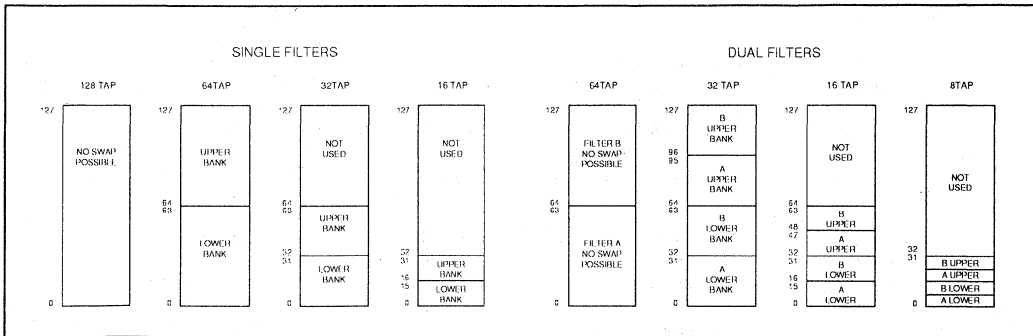 SINGLE FILTERS
DUAL FILTERS
128 TAP
127
NO SWAP
POSSIBLE
0
64TAP
127
UPPER
BANK
64
63
LOWER
BANK
0
32TAP
127
NOT
USED
64
63
UPPER
BANK
32
31
LOWER
BANK
0
16 TAP
127
NOT
USED
32
31
UPPER
BANK
16
15
LOWER
BANK
0
64TAP
127
FILTER B
NO SWAP
POSSIBLE
64
63
FILTER A
NO SWAP
POSSIBLE
0
32 TAP
127
B
UPPER
BANK
96
95
A
UPPER
BANK
64
63
B
LOWER
BANK
32
31
A
LOWER
BANK
0
16 TAP
127
NOT
USED
64
63
B
UPPER
48
47
A
UPPER
32
31
B
LOWER
16
15
A
LOWER
0
8TAP
127
NOT
USED
32
31
B UPPER
A UPPER
B LOWER
A LOWER
0